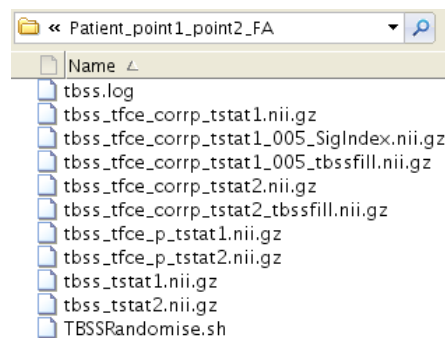 « Patient_point1_point2_FA
Name
tbss.log
tbss_tfce_corrp_tstat1.nii.gz
tbss_tfce_corrp_tstat1_005_SigIndex.nii.gz
tbss_tfce_corrp_tstat1_005_tbssfill.nii.gz
tbss_tfce_corrp_tstat2.nii.gz
tbss_tfce_corrp_tstat2_tbssfill.nii.gz
tbss_tfce_p_tstat1.nii.gz
tbss_tfce_p_tstat2.nii.gz
tbss_tstat1.nii.gz
tbss_tstat2.nii.gz
TBSSRandomise.sh